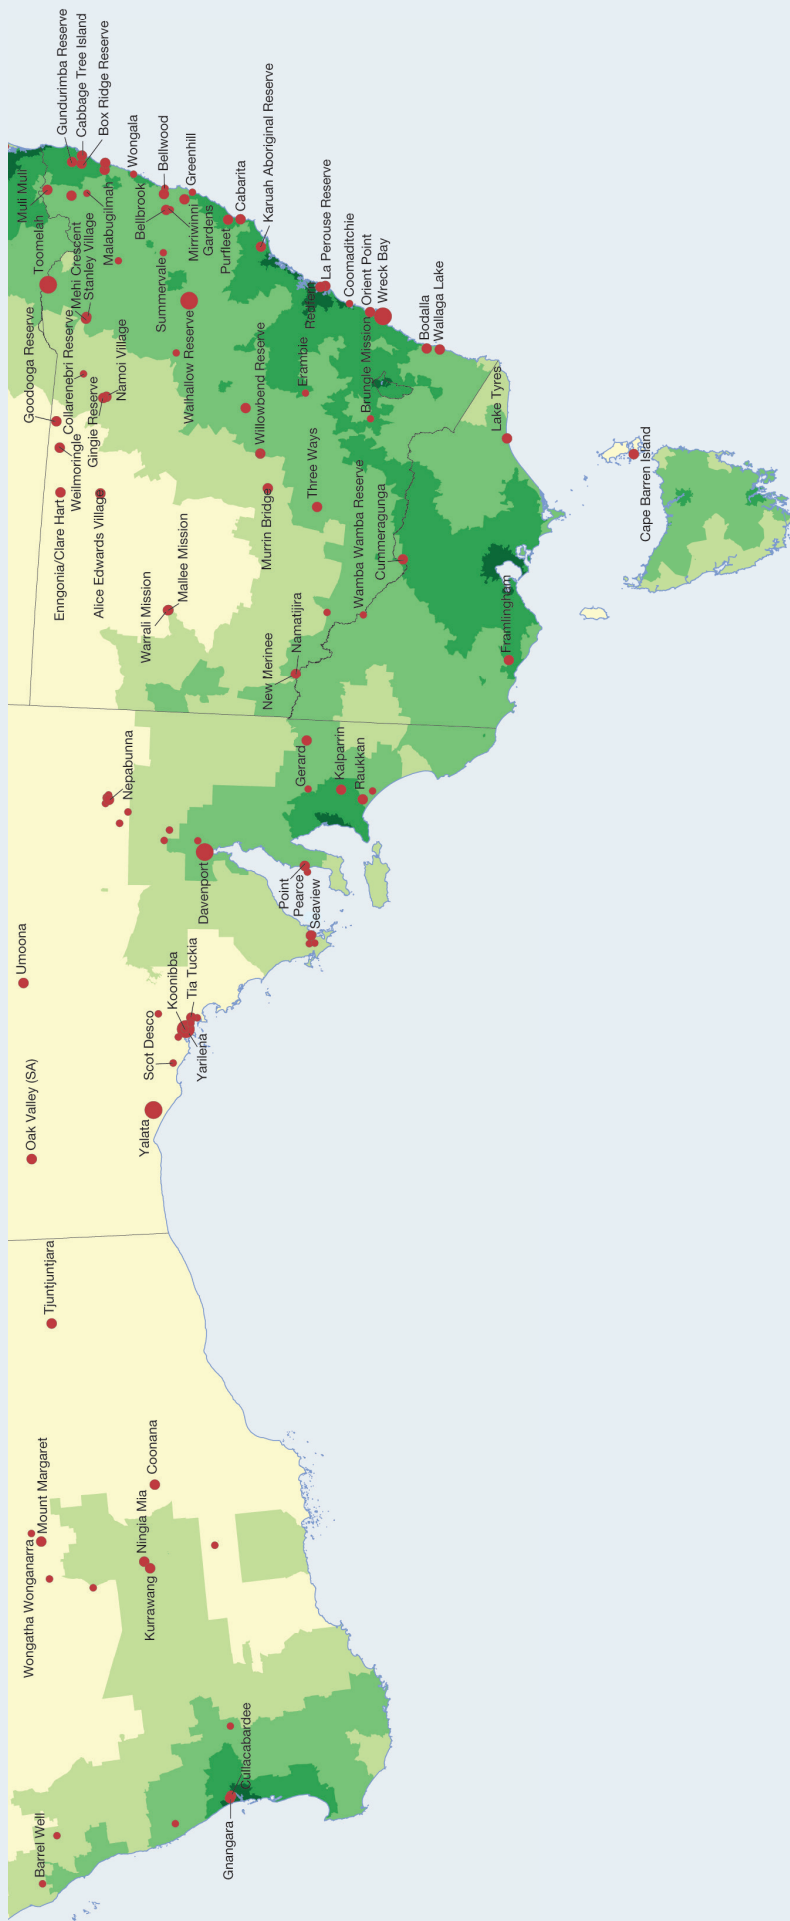 Gundurimba Reserve
Cabbage Tree Island
Box Ridge Reserve
Wongala
Bellwood
Greenhill
Muli Muli
Malabugilmah
Bellbrook
Mirriwinni
Gardens
Purfleet
Cabarita
Karuah Aboriginal Reserve
Toomelah
Mehi Crescent
Stanley Village
Summervale
La Perouse Reserve
Redfern
Coomaditchie
Orient Point
Wreck Bay
Bodalla
Wallaga Lake
Goodooga Reserve
Collarenebri Reserve
Gingie Reserve
Namoi Village
Walhallow Reserve
Willowbend Reserve
Erambie
Brungle Mission
Lake Tyres
Weilmoringle
Enngonia/Clare Hart
Alice Edwards Village
Murrin Bridge
Three Ways
Wamba Wamba Reserve
Cummeragunga
Cape Barren Island
Warrali Mission
Mallee Mission
New Merinee
Namatijira
Framlingham
Nepabunna
Gerard
Kalparrin
Raukkan
Davenport
Point
Pearce
Seaview
Umoona
Koonibba
Tia Tuckia
Scot Desco
Yarilena
Oak Valley (SA)
Yalata
Tjuntjuntjara
Mount Margaret
Wongatha Wonganarra
Coonana
Ningia Mia
Kurrawang
Cullacabardee
Gnangara
Barrel Well